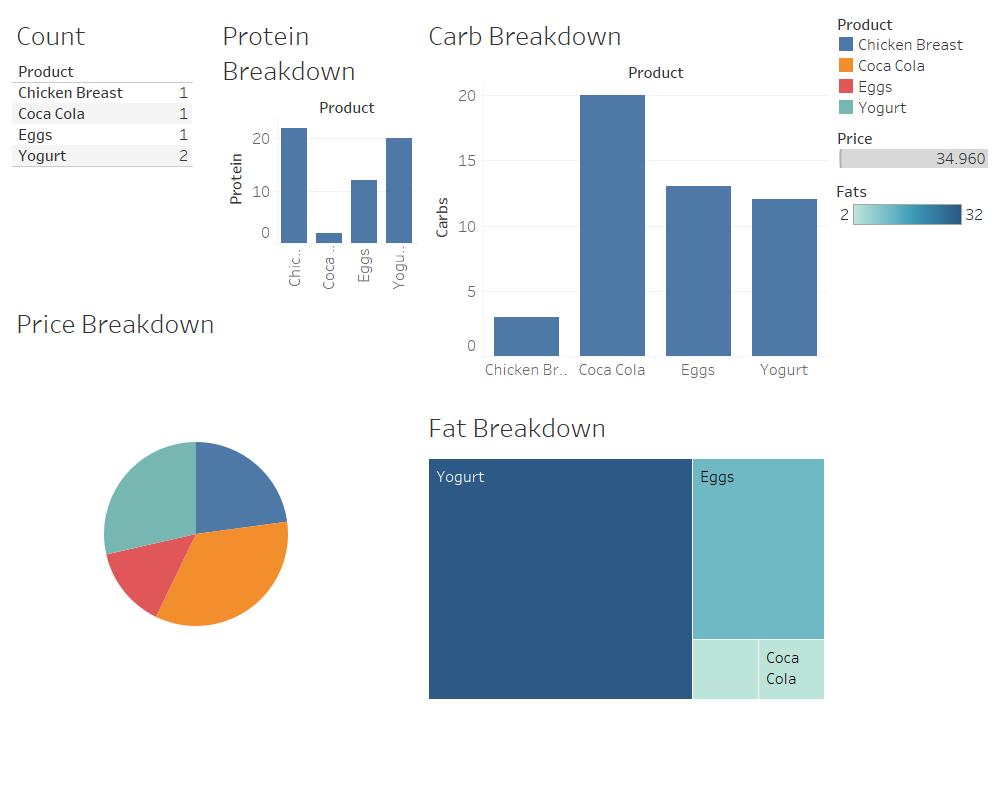 Count
Product
Chicken Breast 1
Coca Cola 1
Eggs 1
Yogurt 2
Protein
Breakdown
Product
Protein
20
10
0
Chic..
Coca ..
Eggs
Yogu..
Carb Breakdown
Product
Carbs
20
15
10
5
0
Chicken Br..
Coca Cola
Eggs
Yogurt
Product
Chicken Breast
Coca Cola
Eggs
Yogurt
Price
34.960
Fats
2 32
Price Breakdown
Fat Breakdown
Yogurt
Eggs
Coca
Cola